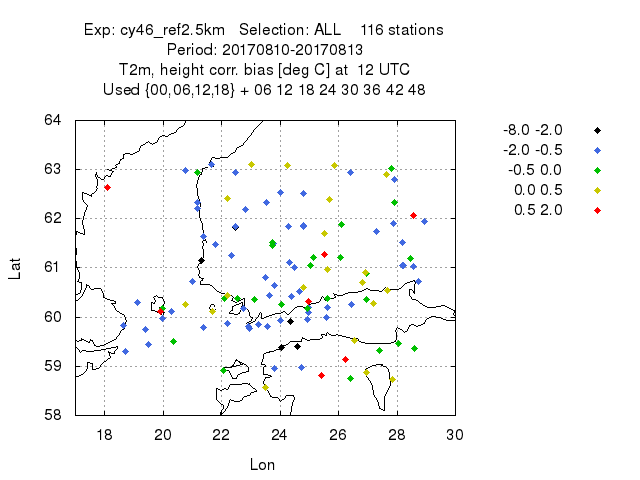 Exp: cy46_ref2.5km Selection: ALL 116 stations
Period: 20170810-20170813
T2m, height corr. bias [deg C] at 12 UTC
Used {00,06,12,18} + 06 12 18 24 30 36 42 48
64
63
62
61
60
59
58
Lat
18 20 22 24 26 28 30
Lon
-8.0 -2.0
-2.0 -0.5
-0.5 0.0
0.0 0.5
0.5 2.0